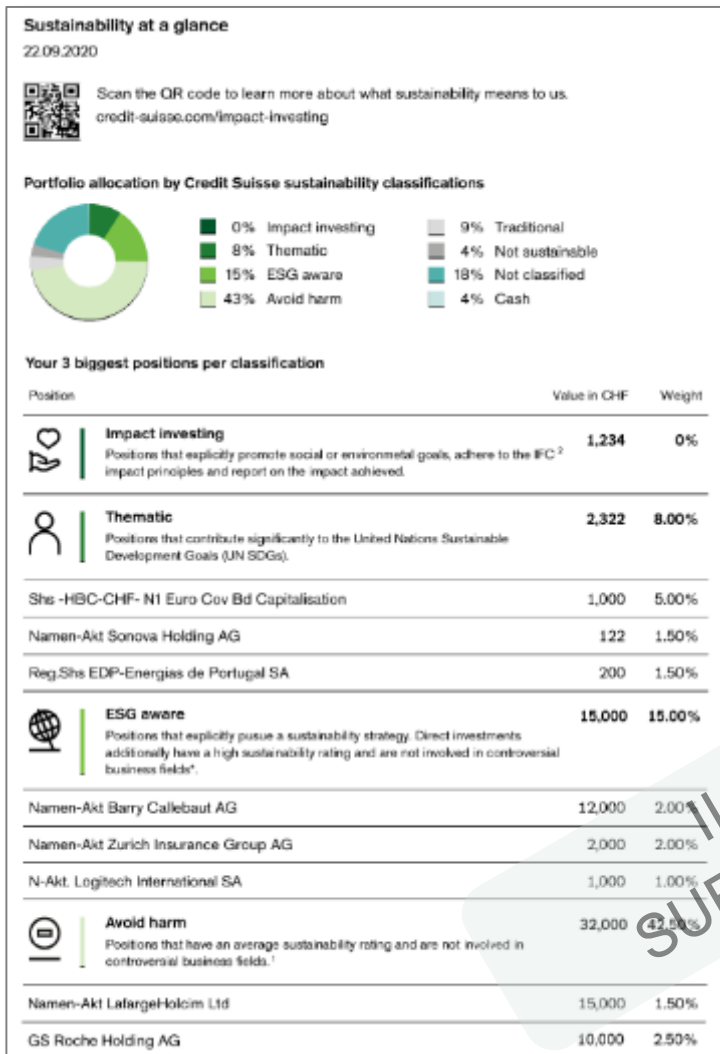 Sustainability at a glance
22.09.2020
Scan the QR code to learn more about what sustainability means to us.
credit-suisse.com/impact-investing
Portfolio allocation by Credit Suisse sustainability classifications
0% Impact investing
8% Thematic
15% ESG aware
43% Avoid harm
9% Traditional
4% Not sustainable
18% Not classified
4% Cash
Your 3 biggest positions per classification
Position Value in CHF Weight
Impact investing 1,234 0%
Positions that explicitly promote social or environmetal goals, adhere to the IFC 2
impact principles and report on the impact achieved.
Thematic 2,322 8.00%
Positions that contribute significantly to the United Nations Sustainable
Development Goals (UN SDGs).
Shs -HBC-CHF- N1 Euro Cov Bd Capitalisation 1,000 5.00%
Namen-Akt Sonova Holding AG 122 1.50%
Reg.Shs EDP-Energias de Portugal SA 200 1.50%
ESG aware 15,000 15.00%
Positions that explicitly pusue a sustainability strategy. Direct investments
additionally have a high sustainability rating and are not involved in controversial
business fields*.
Namen-Akt Barry Callebaut AG 12,000 2.00%
Namen-Akt Zurich Insurance Group AG 2,000 2.00%
N-Akt. Logitech International SA 1,000 1.00%
Avoid harm 32,000 42.50%
Positions that have an average sustainability rating and are not involved in
controversial business fields.1
Namen-Akt LafargeHolcim Ltd 15,000 1.50%
GS Roche Holding AG 10,000 2.50%